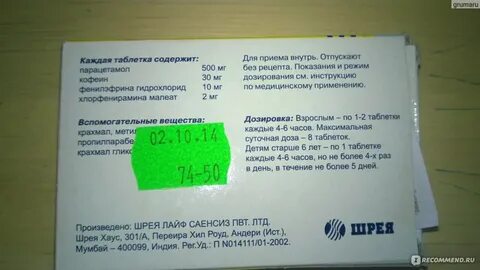 grumaru
Каждая таблетка содержит:
парацетамол 500 мг
кофеин 30 мг
фенилэфрина гидрохлорид 10 мг
хлорфенирамина малеат 2 мг
Для приема внутрь. Отпускают
без рецепта. Показания и режим
дозирования см. инструкцию
по медицинскому применению.
Вспомогательные вещества:
крахмал, мети
пропилпарабе
крахмал глико
02.10.14
74-50
Дозировка: Взрослым – по 1-2 таблетки
каждые 4-6 часов. Максимальная
суточная доза – 8 таблеток.
Детям старше 6 лет – по 1 таблетке
каждые 4-6 часов, но не более 4-х раз
в день, в течение не более 5 дней.
Произведено: ШРЕЯ ЛАЙФ САЕНСИЗ ПВТ. ЛТД.
Шрея Хаус, 301/А, Переира Хил Роуд, Андери (Ист.),
Мумбай – 400099, Индия. Рег.Уд.: П N014111/01-2002.
ШРЕЯ
IRECOMMEND.RU